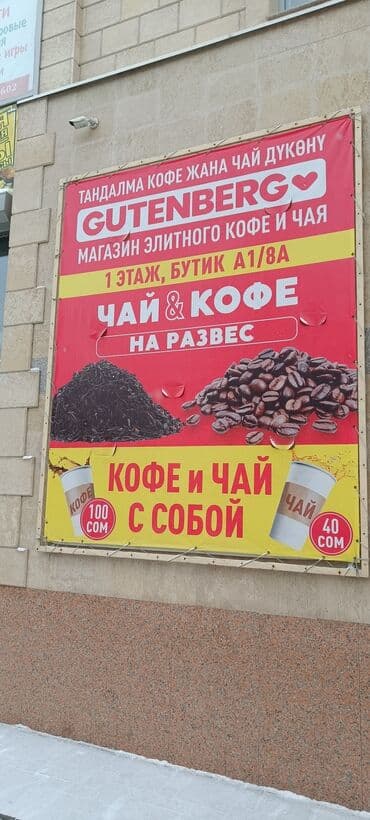 ТАНДАЛМА КОФЕ ЖАНА ЧАЙ ДҮКӨНҮ
GUTENBERG
МАГАЗИН ЭЛИТНОГО КОФЕ И ЧАЯ
1 ЭТАЖ, БУТИК А1/8А
ЧАЙ & КОФЕ
НА РАЗВЕС
КОФЕ и ЧАЙ
С СОБОЙ
КОФЕ
100
СОМ
ЧАЙ
40
СОМ